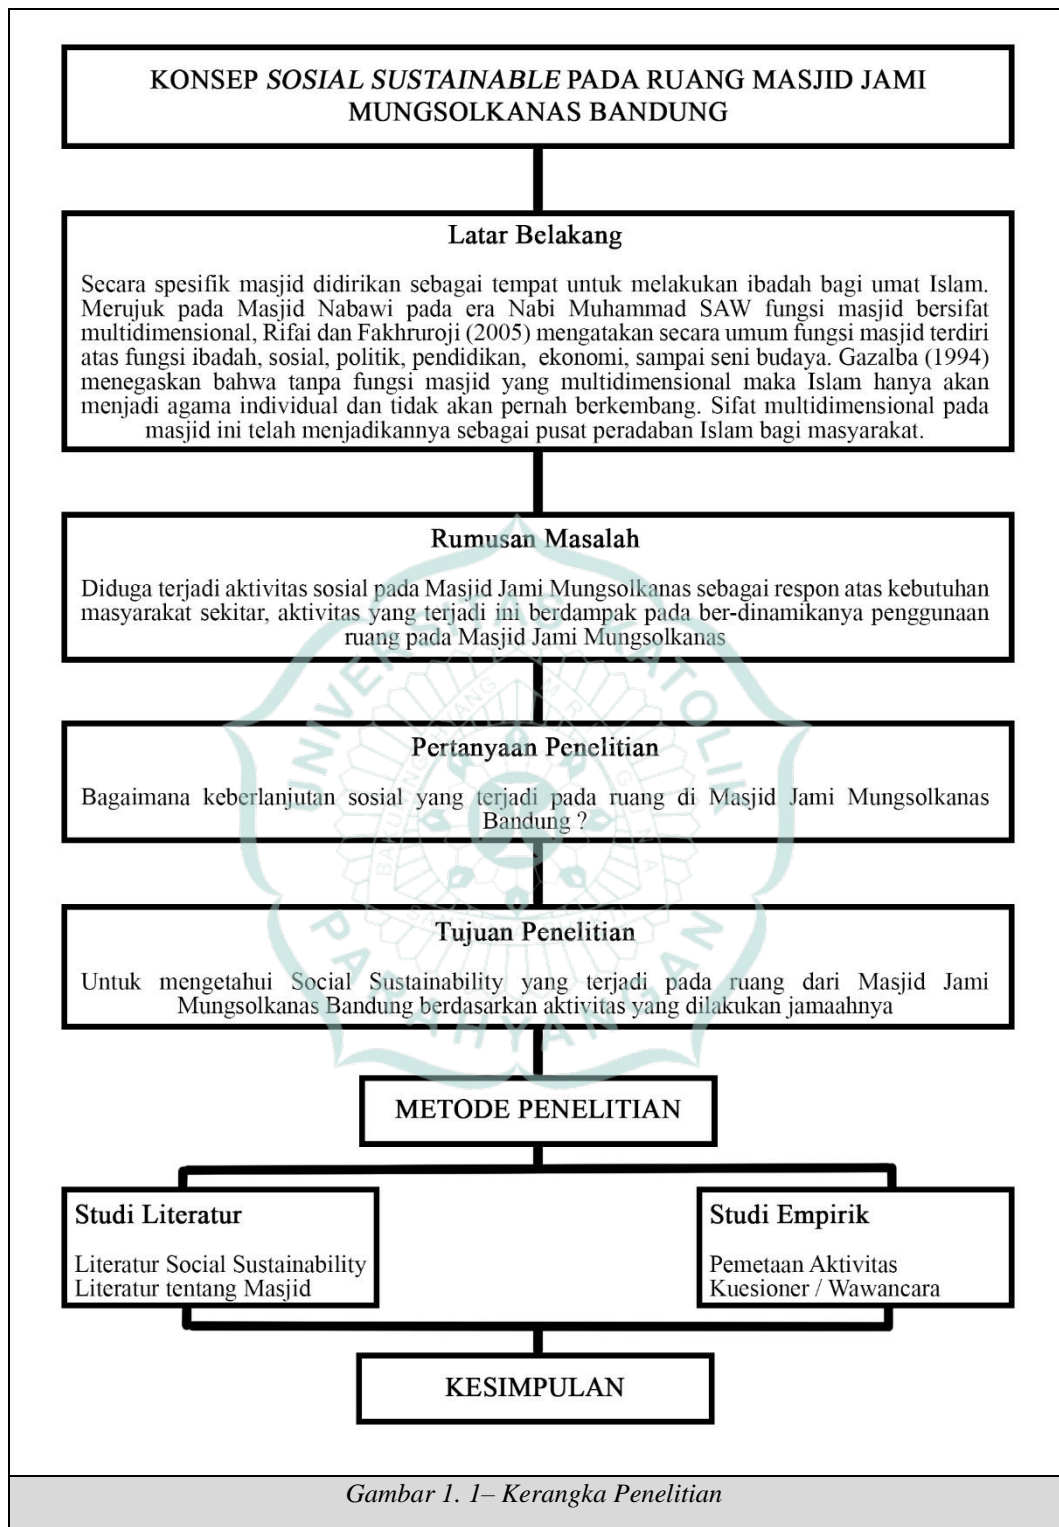 KONSEP SOSIAL SUSTAINABLE PADA RUANG MASJID JAMI
MUNGSOLKANAS BANDUNG
Latar Belakang
Secara spesifik masjid didirikan sebagai tempat untuk melakukan ibadah bagi umat Islam.
Merujuk pada Masjid Nabawi pada era Nabi Muhammad SAW fungsi masjid bersifat
multidimensional, Rifai dan Fakhruroji (2005) mengatakan secara umum fungsi masjid terdiri
atas fungsi ibadah, sosial, politik, pendidikan, ekonomi, sampai seni budaya. Gazalba (1994)
menegaskan bahwa tanpa fungsi masjid yang multidimensional maka Islam hanya akan
menjadi agama individual dan tidak akan pernah berkembang. Sifat multidimensional pada
masjid ini telah menjadikannya sebagai pusat peradaban Islam bagi masyarakat.
Rumusan Masalah
Diduga terjadi aktivitas sosial pada Masjid Jami Mungsolkanas sebagai respon atas kebutuhan
masyarakat sekitar, aktivitas yang terjadi ini berdampak pada ber-dinamikanya penggunaan
ruang pada Masjid Jami Mungsolkanas
Pertanyaan Penelitian
Bagaimana keberlanjutan sosial yang terjadi pada ruang di Masjid Jami Mungsolkanas
Bandung ?
Tujuan Penelitian
Untuk mengetahui Social Sustainability yang terjadi pada ruang dari Masjid Jami
Mungsolkanas Bandung berdasarkan aktivitas yang dilakukan jamaahnya
METODE PENELITIAN
Studi Literatur
Literatur Social Sustainability
Literatur tentang Masjid
Studi Empirik
Pemetaan Aktivitas
Kuesioner / Wawancara
KESIMPULAN
Gambar 1. 1– Kerangka Penelitian
UNIVERSITAS KATOLIK
PARAHYANGAN